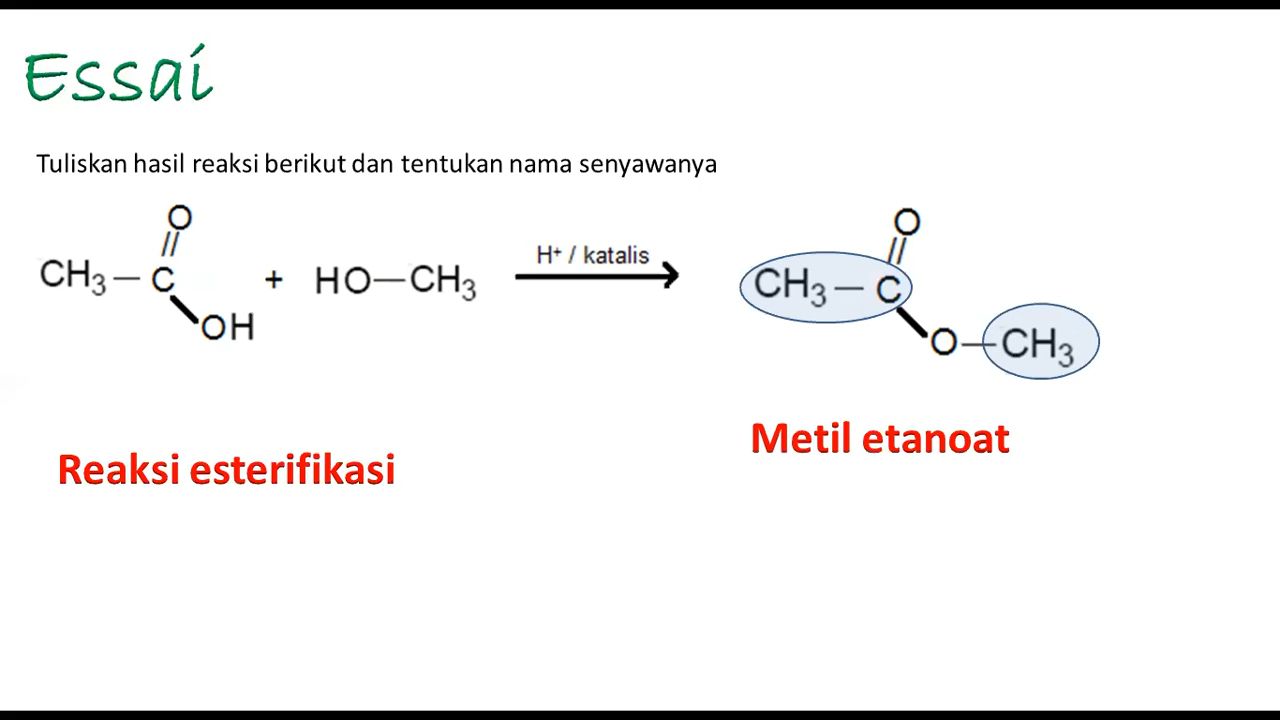 Essai
Tuliskan hasil reaksi berikut dan tentukan nama senyawanya
O
//
CH₃ — C
OH
+
HO—CH₃
H⁺ / katalis
O
//
CH₃ — C
O—CH₃
Metil etanoat
Reaksi esterifikasi